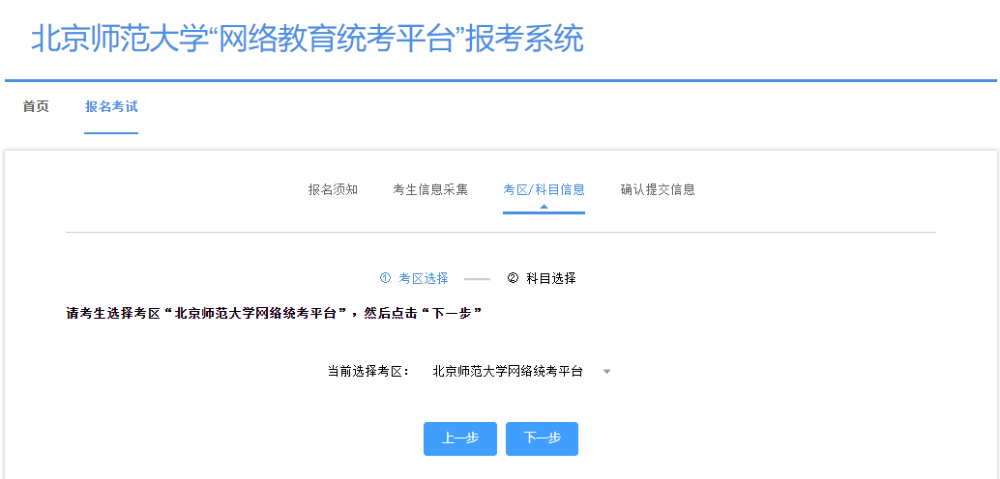 北京师范大学“网络教育统考平台”报考系统
首页 报名考试
报名须知 考生信息采集 考区/科目信息 确认提交信息
① 考区选择 —— ② 科目选择
请考生选择考区“北京师范大学网络统考平台”，然后点击“下一步”
当前选择考区： 北京师范大学网络统考平台
上一步 下一步